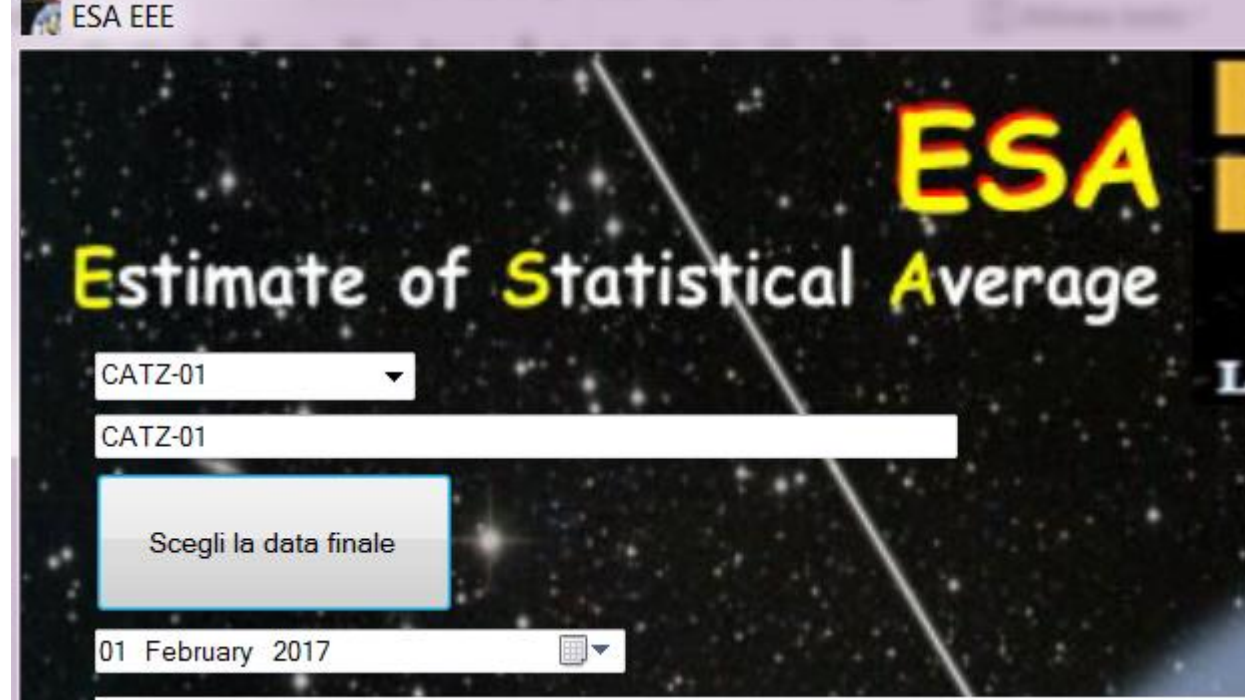 ESA EEE
ESA
Estimate of Statistical Average
CATZ-01
L
CATZ-01
Scegli la data finale
01 February 2017